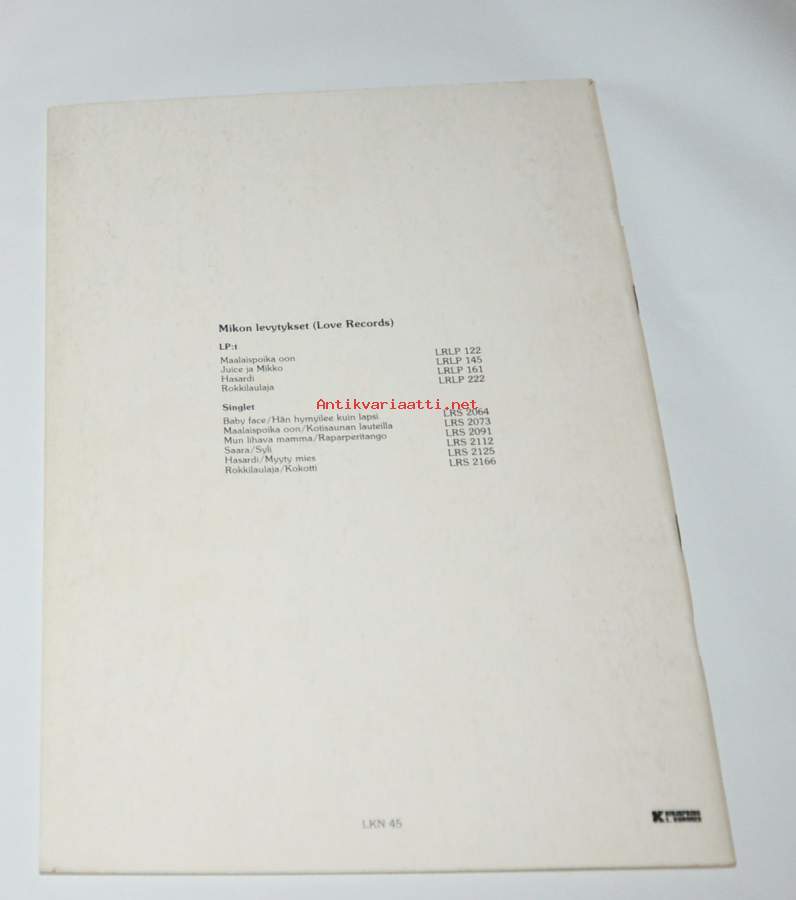 Mikon levytykset (Love Records)
LP:t
Maalaispoika oon LRLP 122
Juice ja Mikko LRLP 145
Hasardi LRLP 161
Rokkilaulaja LRLP 222
Antikvariaatti.net
Singlet
Baby face/Hän hymyilee kuin lapsi LRS 2064
Maalaispoika oon/Kotisaunan lauteilla LRS 2073
Mun lihava mamma/Raparperitango LRS 2091
Saara/Syli LRS 2112
Hasardi/Myyty mies LRS 2125
Rokkilaulaja/Kokotti LRS 2166
LKN 45
K